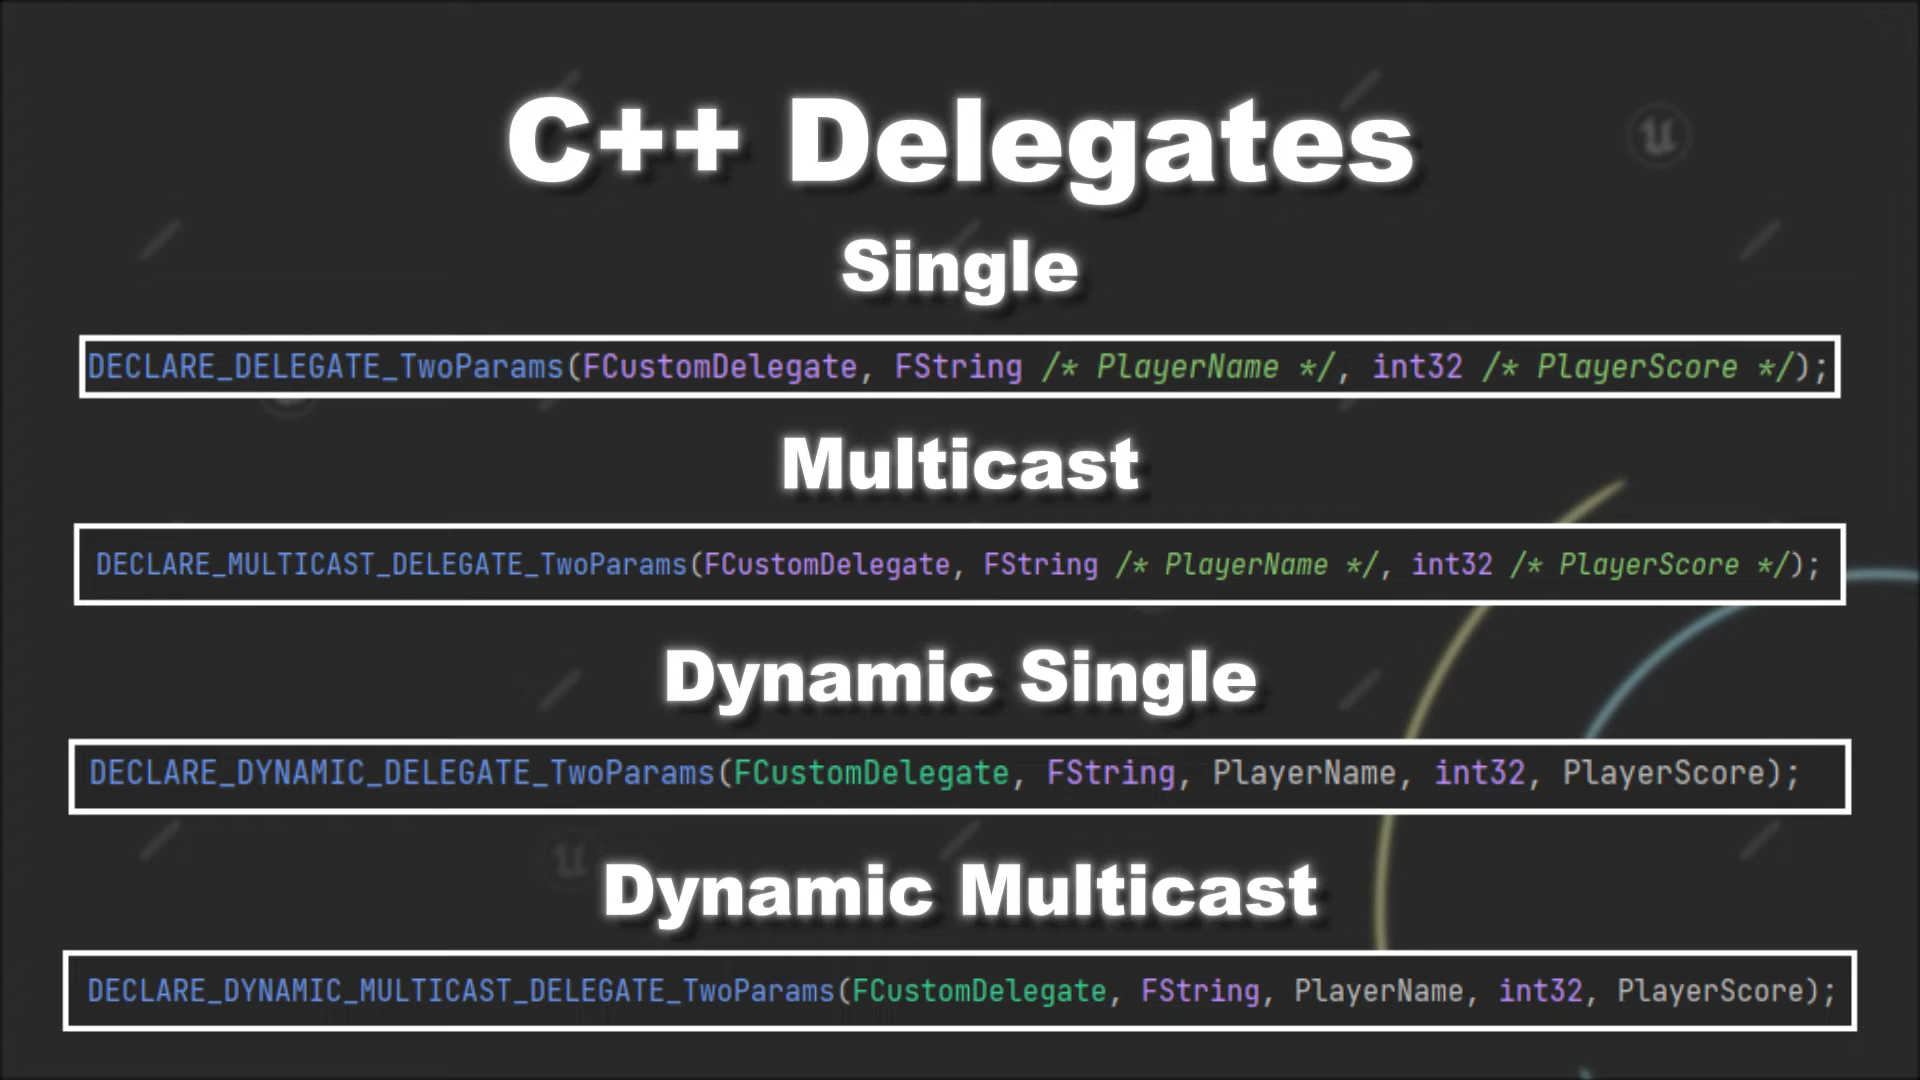 C++ Delegates
Single
DECLARE_DELEGATE_TwoParams(FCustomDelegate, FString /* PlayerName */, int32 /* PlayerScore */);
Multicast
DECLARE_MULTICAST_DELEGATE_TwoParams(FCustomDelegate, FString /* PlayerName */, int32 /* PlayerScore */);
Dynamic Single
DECLARE_DYNAMIC_DELEGATE_TwoParams(FCustomDelegate, FString, PlayerName, int32, PlayerScore);
Dynamic Multicast
DECLARE_DYNAMIC_MULTICAST_DELEGATE_TwoParams(FCustomDelegate, FString, PlayerName, int32, PlayerScore);